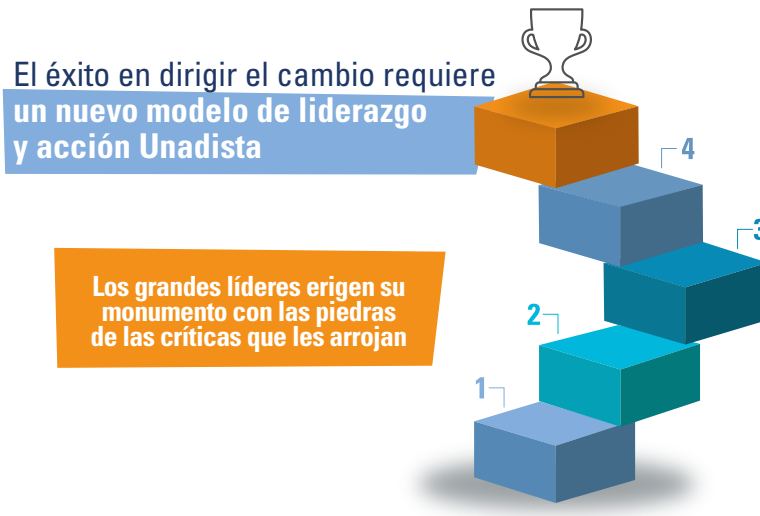 El éxito en dirigir el cambio requiere
un nuevo modelo de liderazgo
y acción Unadista
4
3
Los grandes líderes erigen su
monumento con las piedras
de las críticas que les arrojan
2
1